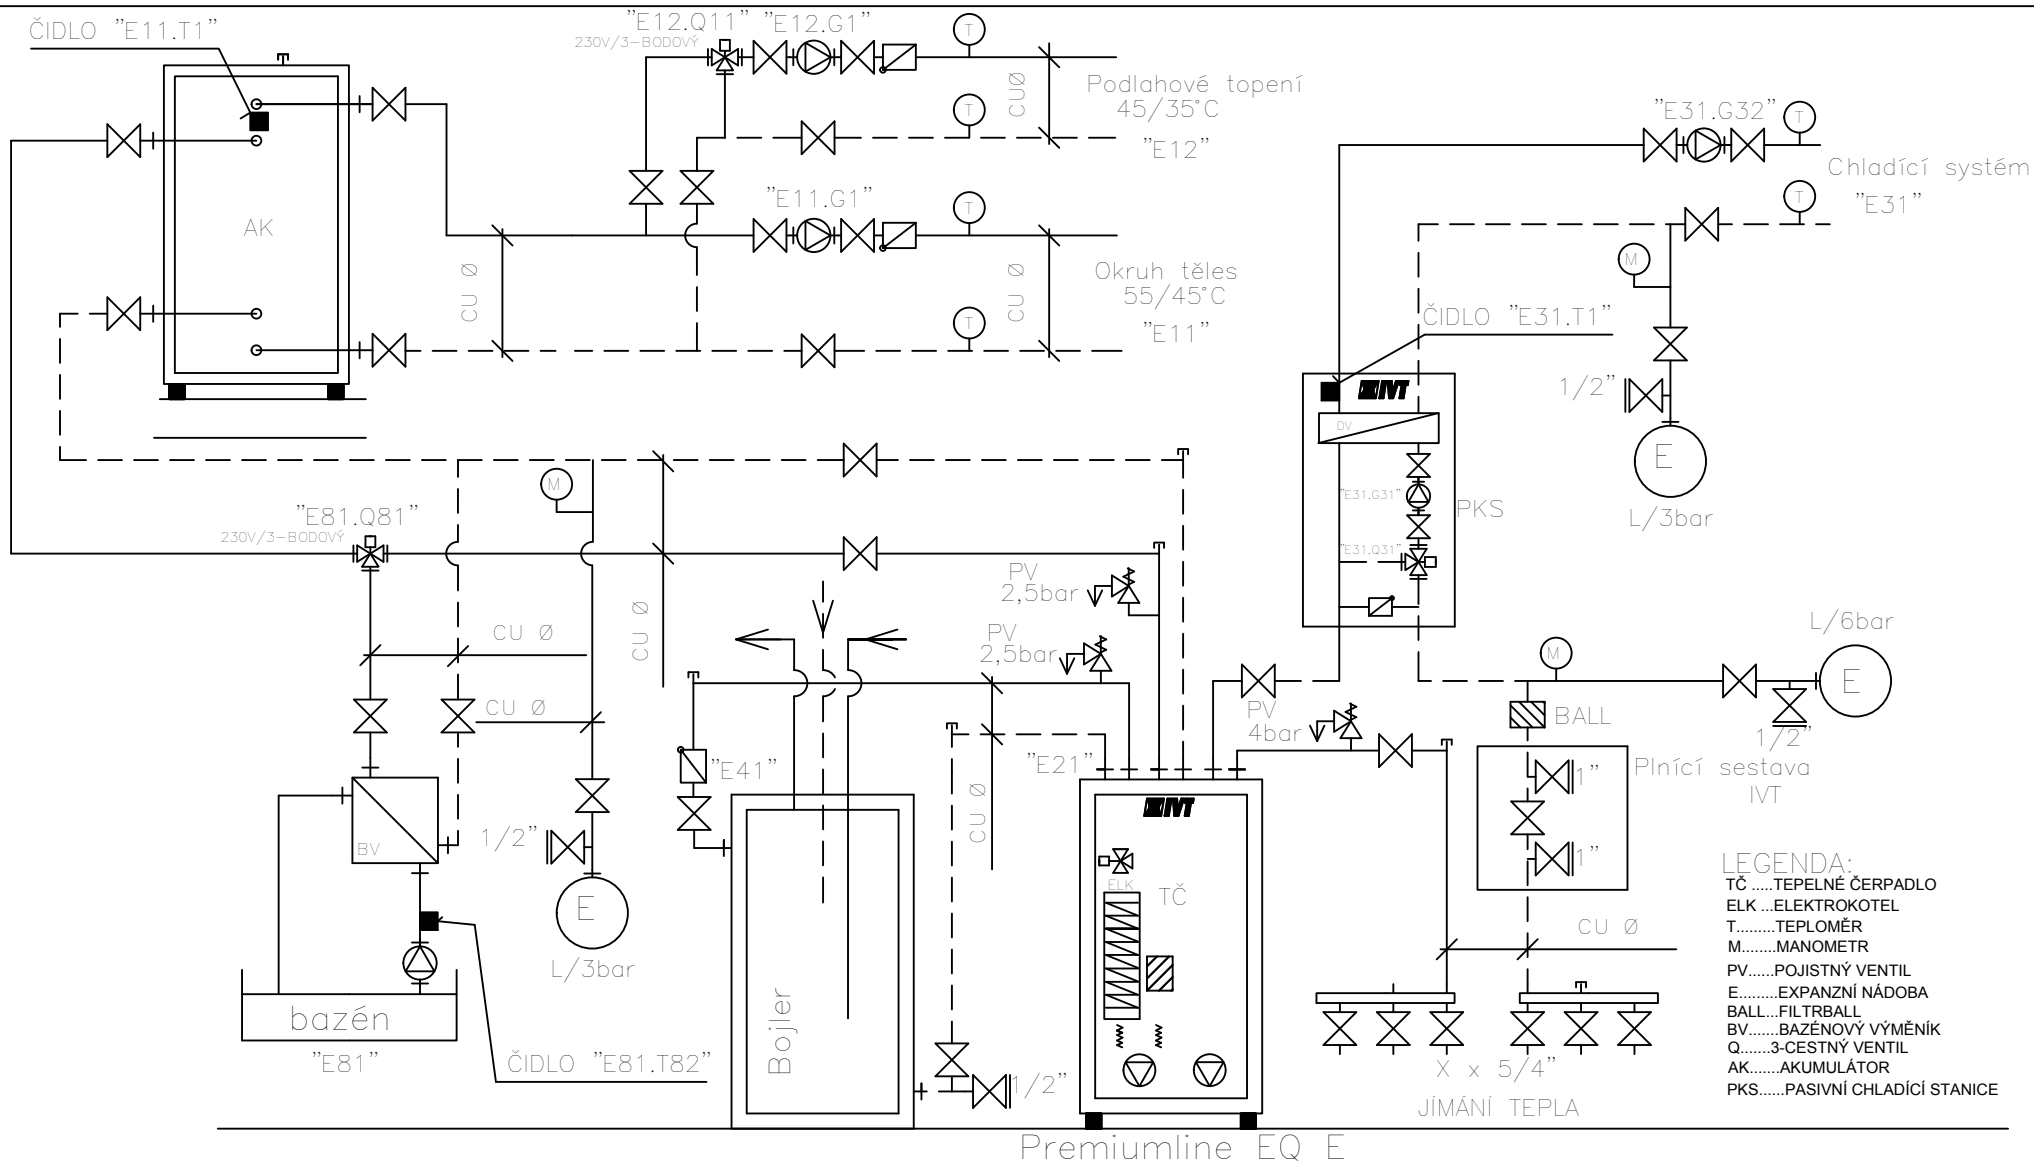 ČIDLO "E11.T1"
"E12.Q11"
230V/3-BODOVÝ
"E12.G1"
T
CUØ
Podlahové topení
45/35°C
T
"E12"
"E31.G32"
T
Chladící systém
"E31"
T
AK
"E11.G1"
T
CU Ø
CU Ø
Okruh těles
55/45°C
"E11"
T
M
ČIDLO "E31.T1"
1/2"
E
L/3bar
IVT
DV
"E31.G31"
PKS
"E31.Q31"
M
"E81.Q81"
230V/3-BODOVÝ
CU Ø
CU Ø
CU Ø
PV
2,5bar
PV
2,5bar
L/6bar
M
E
PV
4bar
BALL
1/2"
"E41"
"E21"
CU Ø
Plnící sestava
IVT
1"
1"
BV
1/2"
E
L/3bar
IVT
ELK
TČ
bazén
"E81"
ČIDLO "E81.T82"
Bojler
1/2"
CU Ø
X x 5/4"
JÍMÁNÍ TEPLA
Premiumline EQ E
LEGENDA:
TČ .....TEPELNÉ ČERPADLO
ELK ...ELEKTROKOTEL
T.........TEPLOMĚR
M........MANOMETR
PV......POJISTNÝ VENTIL
E.........EXPANZNÍ NÁDOBA
BALL...FILTRBALL
BV.......BAZÉNOVÝ VÝMĚNÍK
Q.......3-CESTNÝ VENTIL
AK.......AKUMULÁTOR
PKS......PASIVNÍ CHLADÍCÍ STANICE